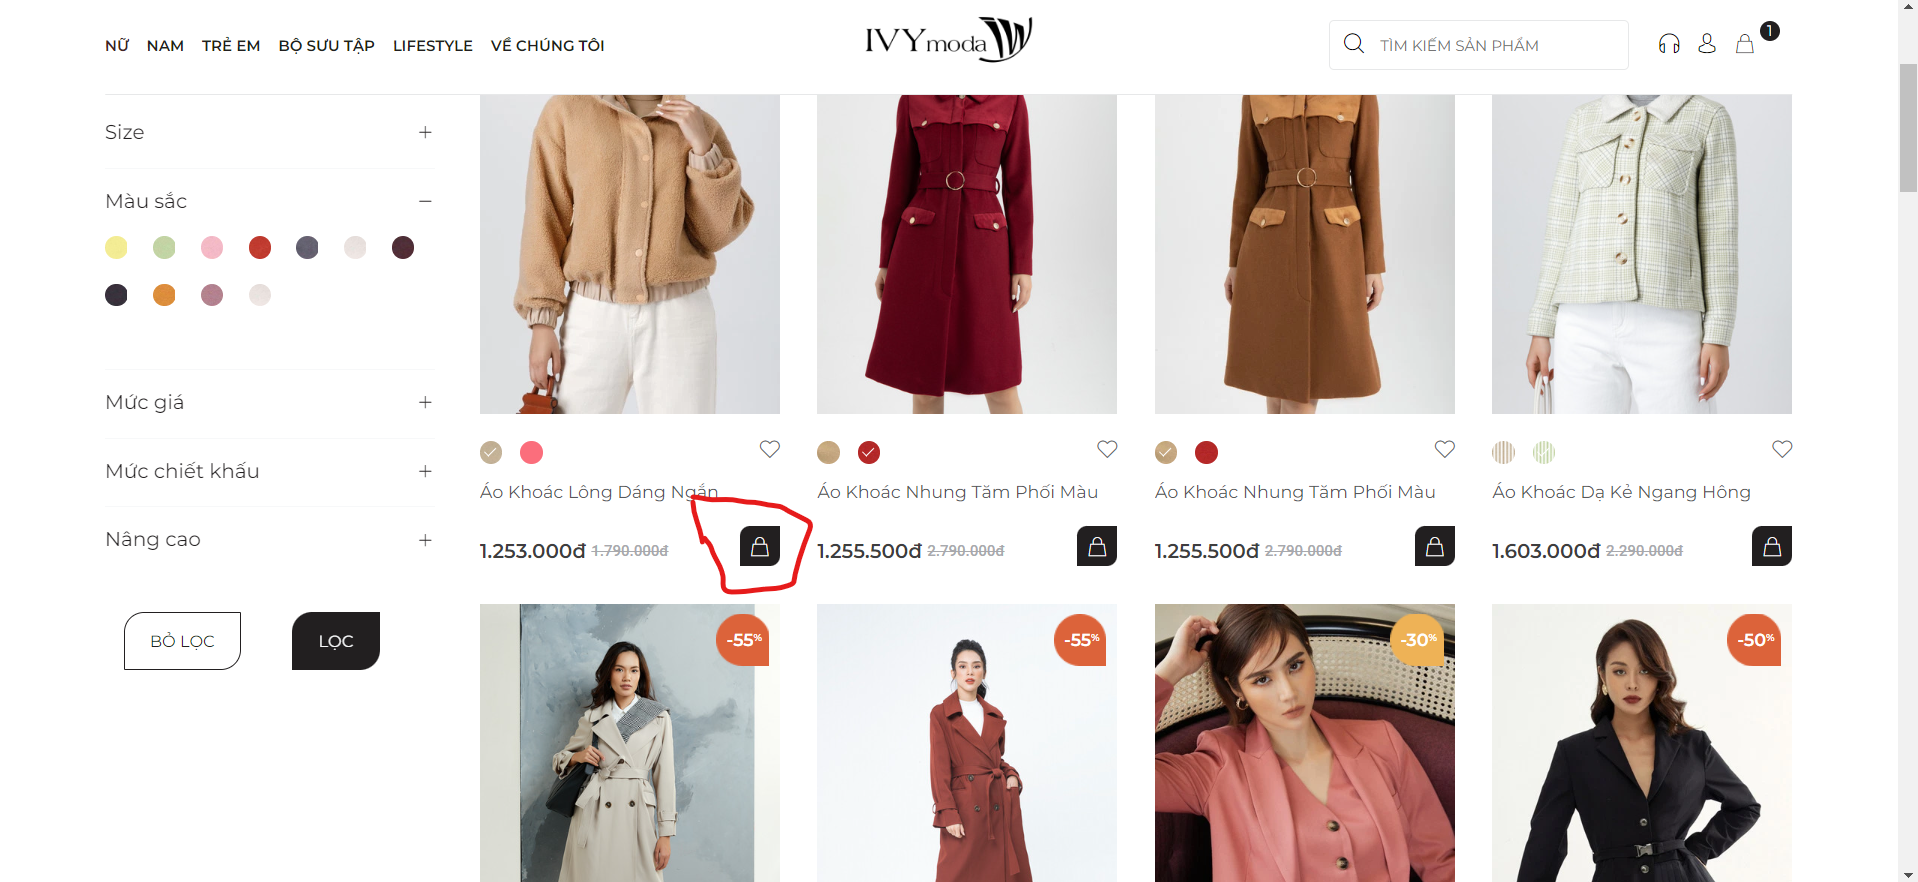 NỮ NAM TRẺ EM BỘ SƯU TẬP LIFESTYLE VỀ CHÚNG TÔI
IVY moda
TÌM KIẾM SẢN PHẨM
1
Size
Màu sắc
Mức giá
Mức chiết khấu
Nâng cao
BỎ LỌC
LỌC
Áo Khoác Lông Dáng Ngắn
1.253.000đ 1.790.000đ
Áo Khoác Nhung Tăm Phối Màu
1.255.500đ 2.790.000đ
Áo Khoác Nhung Tăm Phối Màu
1.255.500đ 2.790.000đ
Áo Khoác Dạ Kẻ Ngang Hông
1.603.000đ 2.290.000đ
-55%
-55%
-30%
-50%